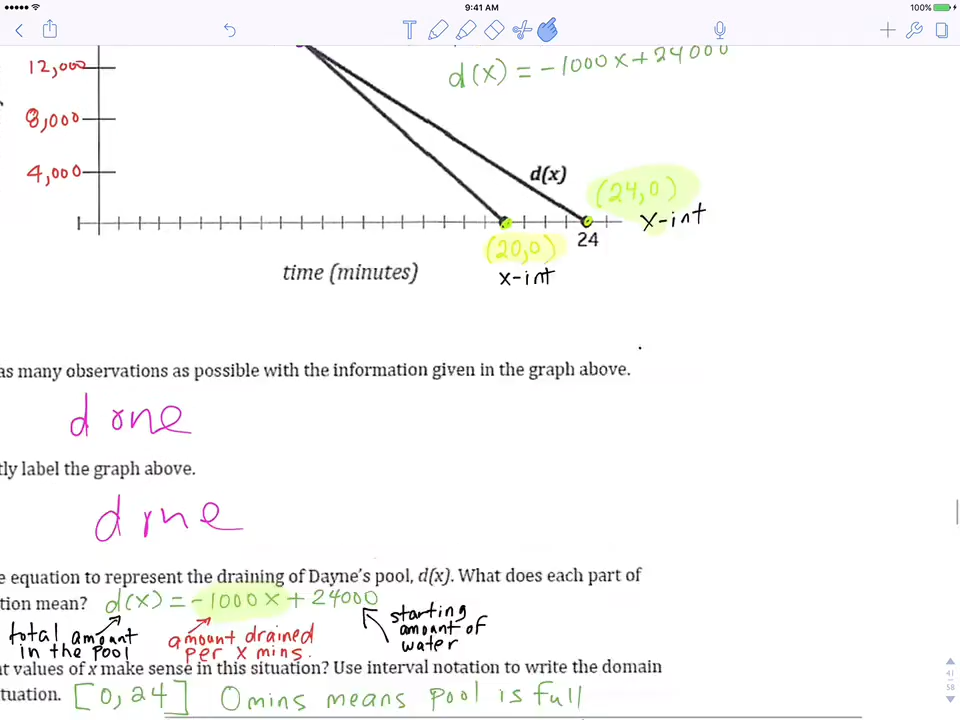 9:41 AM
100%
T
12,000
d(x) = -1000x+24000
8,000
4,000
d(x)
(24,0)
x-int
(20,0)
24
time (minutes)
x-int
as many observations as possible with the information given in the graph above.
done
tly label the graph above.
done
e equation to represent the draining of Dayne's pool, d(x). What does each part of
tion mean? d(x) = -1000x + 24000
total amount in the pool
amount drained per x mins.
starting amount of water
t values of x make sense in this situation? Use interval notation to write the domain
tuation. [0,24] 0mins means pool is full
41
58